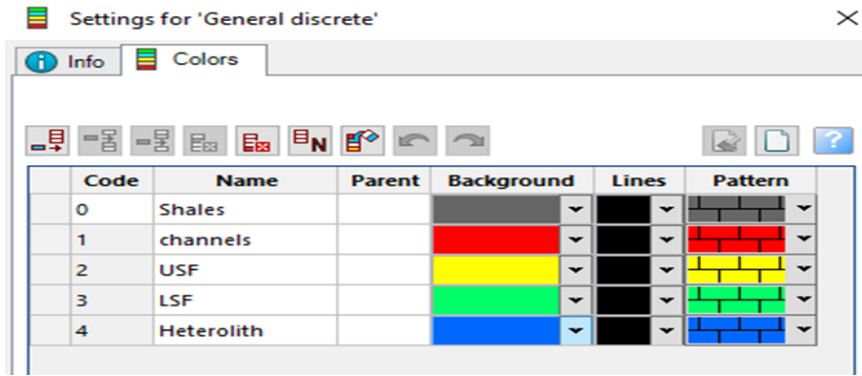 Settings for 'General discrete'
Info Colors
N ?
Code Name Parent Background Lines Pattern
0 Shales
1 channels
2 USF
3 LSF
4 Heterolith